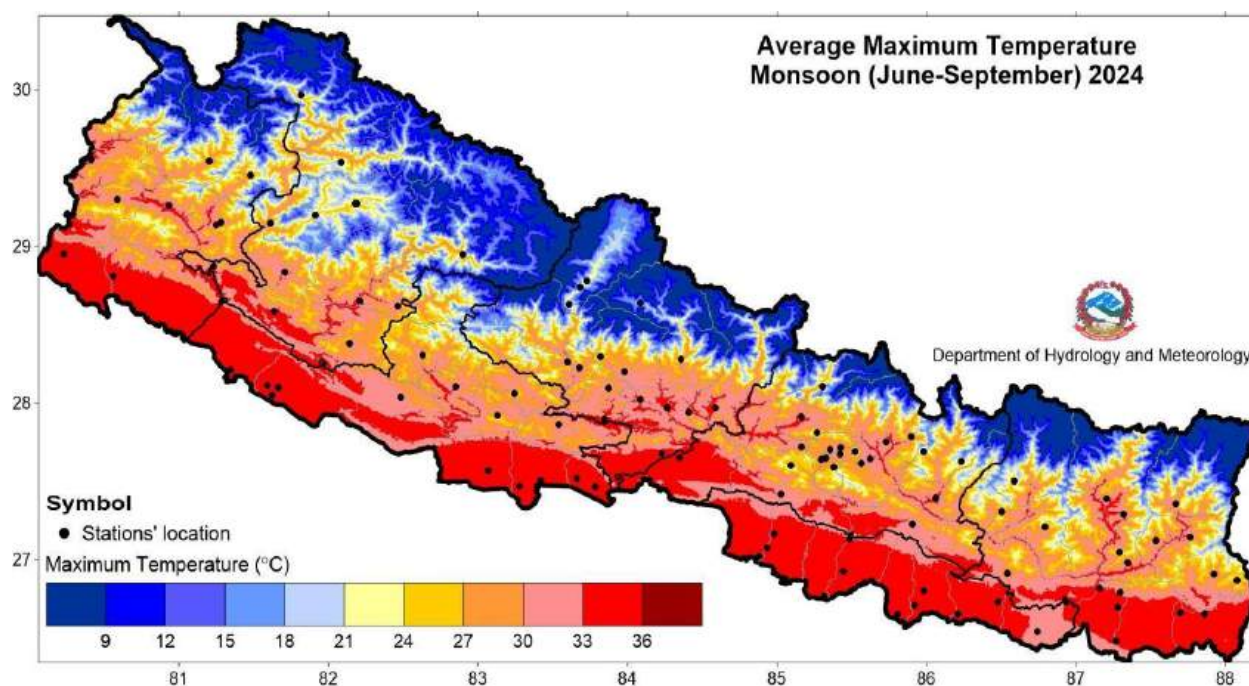 Average Maximum Temperature
Monsoon (June-September) 2024
30
29
28
27
Department of Hydrology and Meteorology
Symbol
Stations' location
Maximum Temperature (°C)
9 12 15 18 21 24 27 30 33 36
81 82 83 84 85 86 87 88